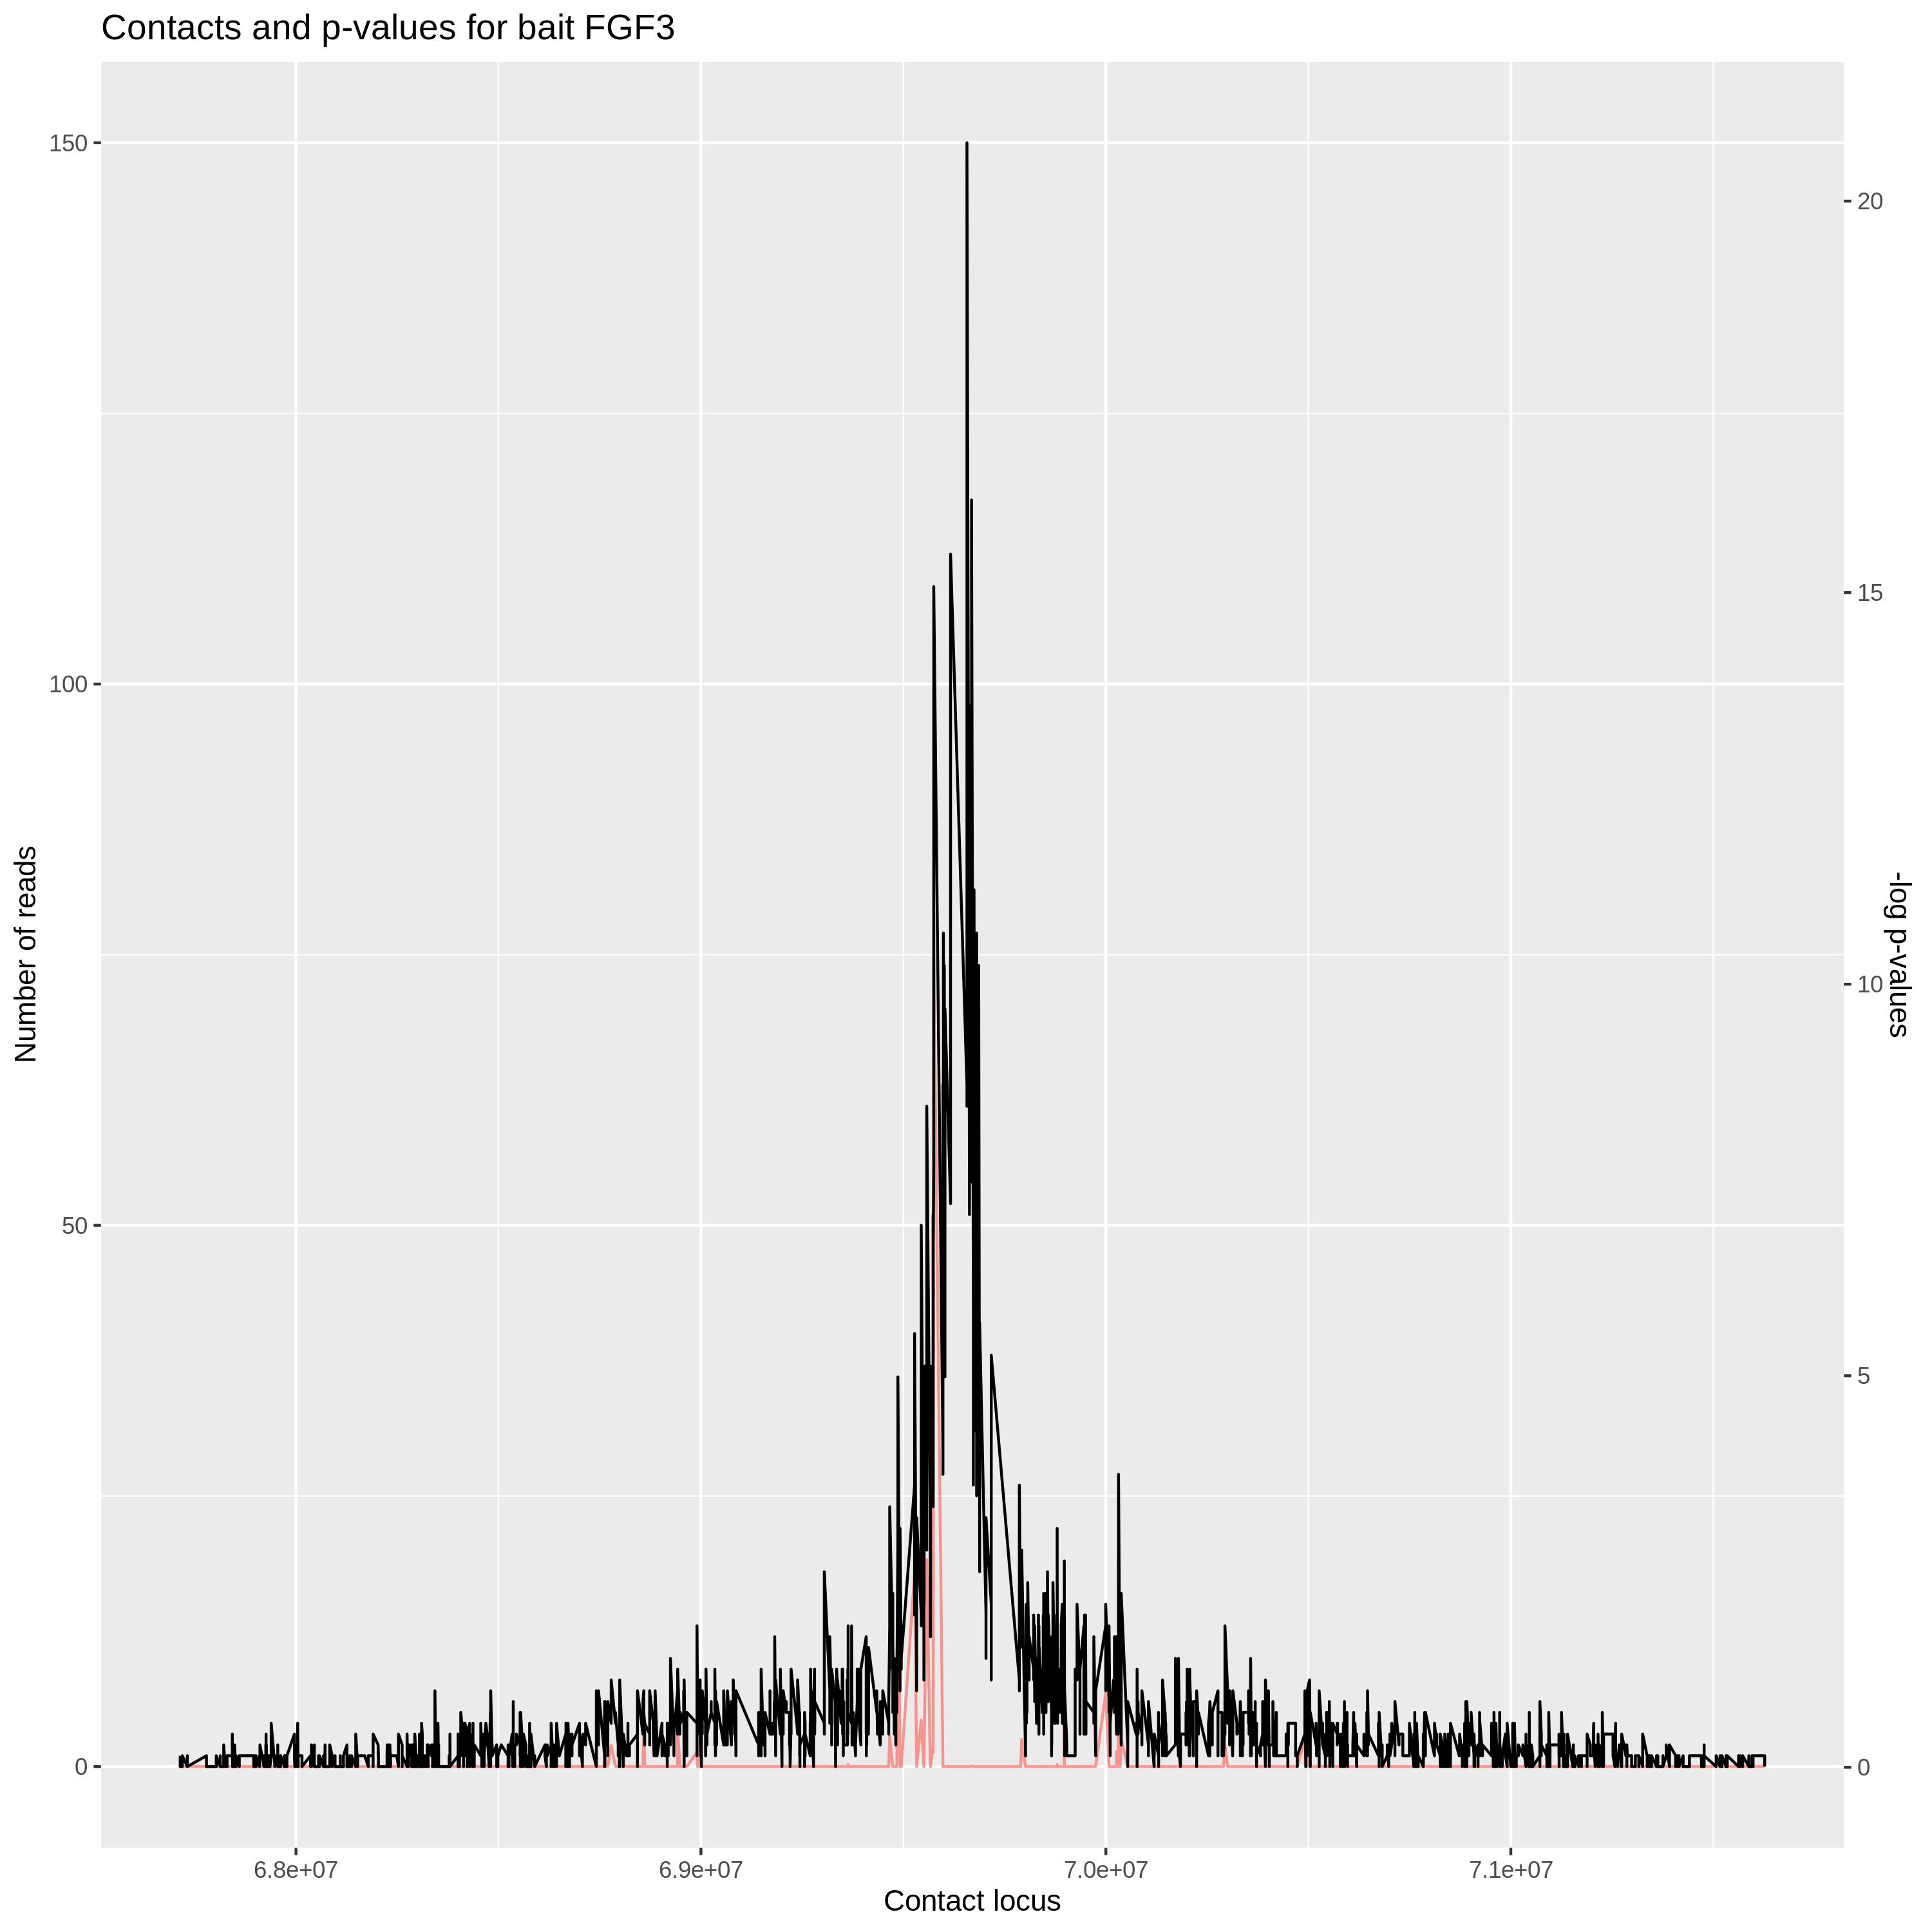 Contacts and p-values for bait FGF3
150
100
50
0
20
15
10
5
0
Number of reads
-log p-values
6.8e+07
6.9e+07
7.0e+07
7.1e+07
Contact locus